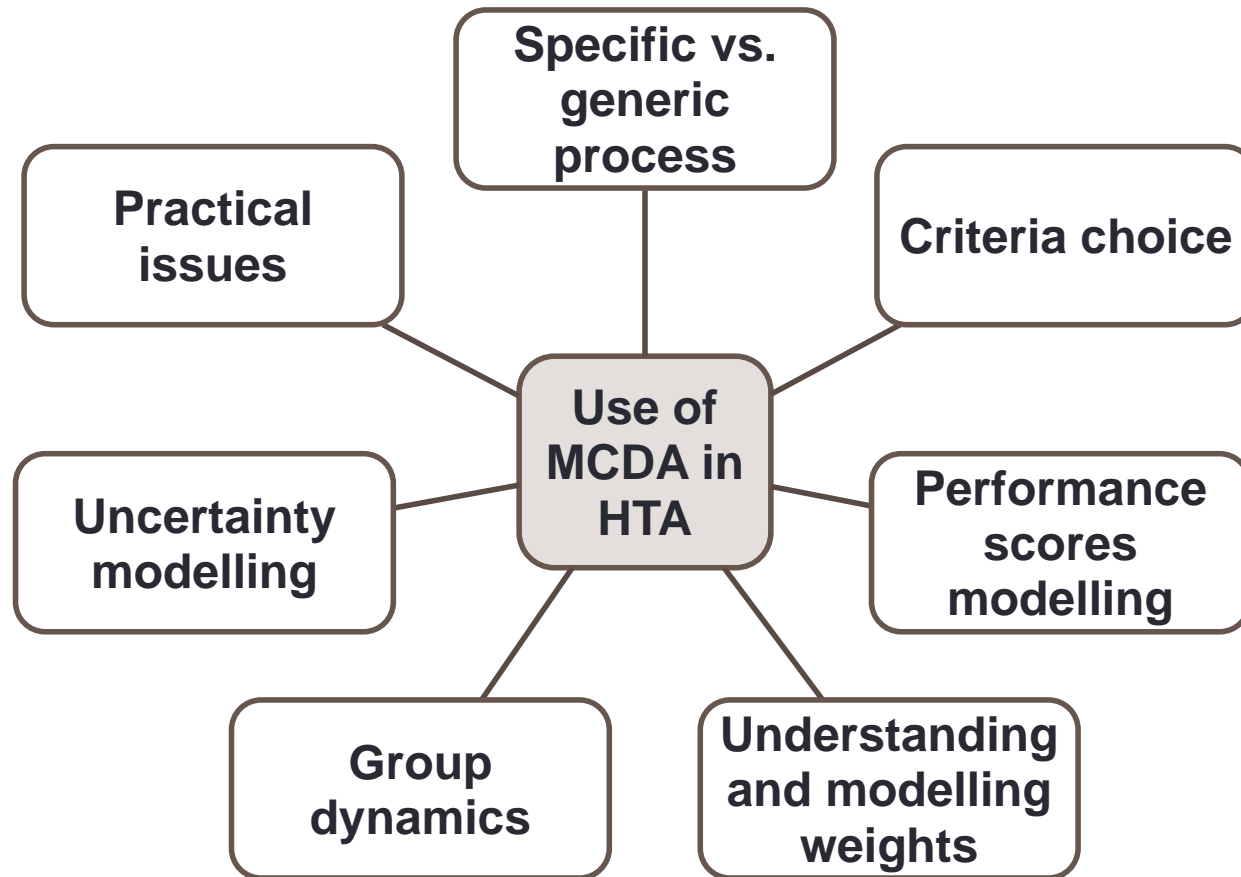 Specific vs.
generic
process
Practical
issues
Criteria choice
Use of
MCDA in
HTA
Uncertainty
modelling
Performance
scores
modelling
Group
dynamics
Understanding
and modelling
weights